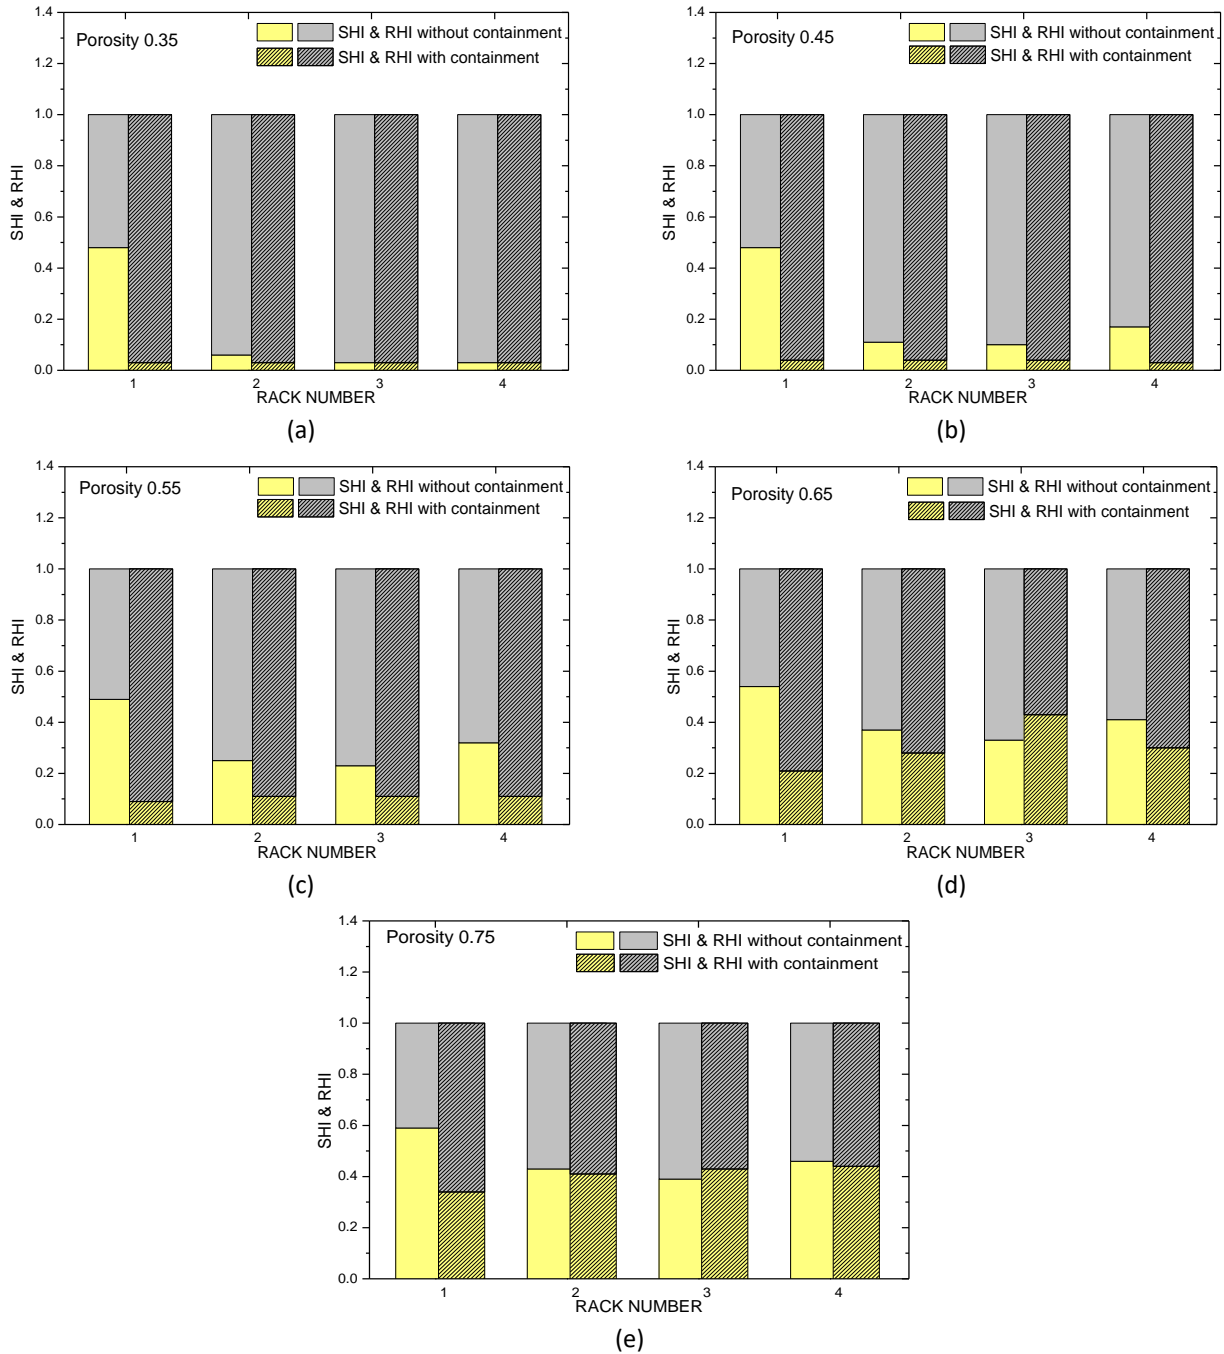 Porosity 0.35
SHI & RHI without containment
SHI & RHI with containment
SHI & RHI
1.4
1.2
1.0
0.8
0.6
0.4
0.2
0.0
1 2 3 4
RACK NUMBER
(a)
Porosity 0.45
SHI & RHI without containment
SHI & RHI with containment
SHI & RHI
1.4
1.2
1.0
0.8
0.6
0.4
0.2
0.0
1 2 3 4
RACK NUMBER
(b)
Porosity 0.55
SHI & RHI without containment
SHI & RHI with containment
SHI & RHI
1.4
1.2
1.0
0.8
0.6
0.4
0.2
0.0
1 2 3 4
RACK NUMBER
(c)
Porosity 0.65
SHI & RHI without containment
SHI & RHI with containment
SHI & RHI
1.4
1.2
1.0
0.8
0.6
0.4
0.2
0.0
1 2 3 4
RACK NUMBER
(d)
Porosity 0.75
SHI & RHI without containment
SHI & RHI with containment
SHI & RHI
1.4
1.2
1.0
0.8
0.6
0.4
0.2
0.0
1 2 3 4
RACK NUMBER
(e)